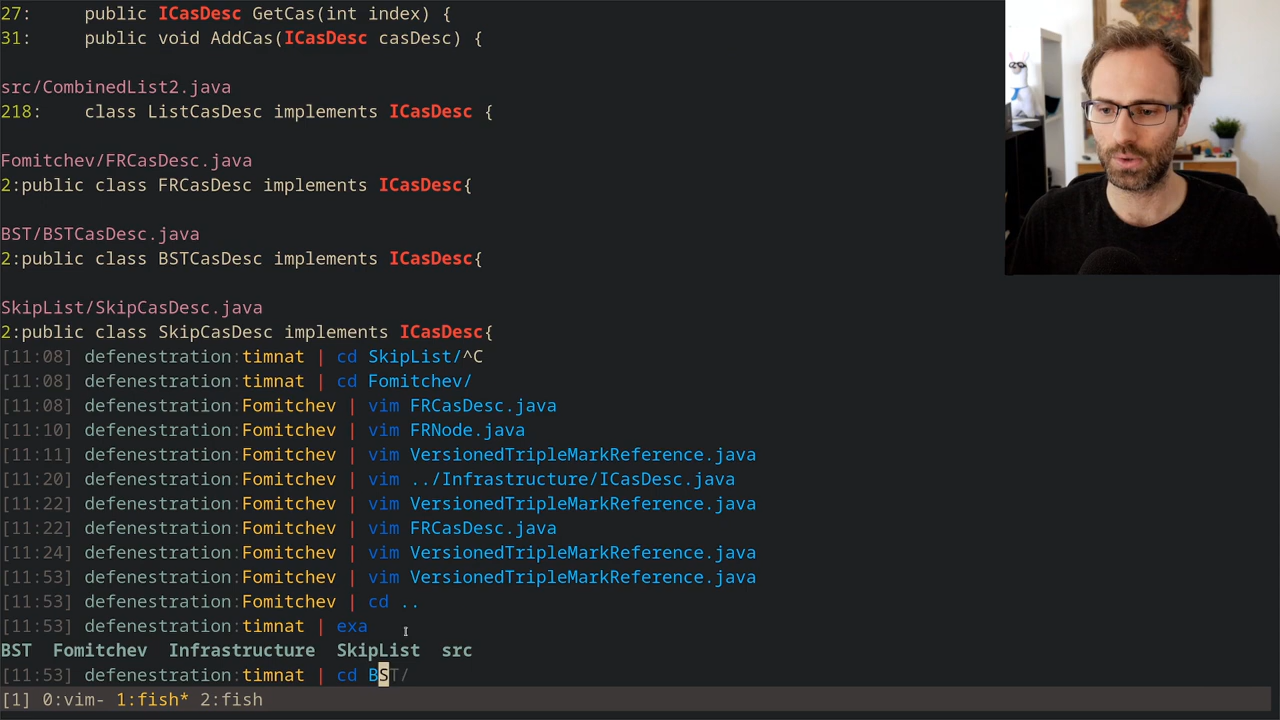 27:    public ICasDesc GetCas(int index) {
31:    public void AddCas(ICasDesc casDesc) {
src/CombinedList2.java
218:    class ListCasDesc implements ICasDesc {
Fomitchev/FRCasDesc.java
2:public class FRCasDesc implements ICasDesc{
BST/BSTCasDesc.java
2:public class BSTCasDesc implements ICasDesc{
SkipList/SkipCasDesc.java
2:public class SkipCasDesc implements ICasDesc{
[11:08] defenestration:timnat | cd SkipList/^C
[11:08] defenestration:timnat | cd Fomitchev/
[11:08] defenestration:Fomitchev | vim FRCasDesc.java
[11:10] defenestration:Fomitchev | vim FRNode.java
[11:11] defenestration:Fomitchev | vim VersionedTripleMarkReference.java
[11:20] defenestration:Fomitchev | vim ../Infrastructure/ICasDesc.java
[11:22] defenestration:Fomitchev | vim VersionedTripleMarkReference.java
[11:22] defenestration:Fomitchev | vim FRCasDesc.java
[11:24] defenestration:Fomitchev | vim VersionedTripleMarkReference.java
[11:53] defenestration:Fomitchev | vim VersionedTripleMarkReference.java
[11:53] defenestration:Fomitchev | cd ..
[11:53] defenestration:timnat | exa
BST  Fomitchev  Infrastructure  SkipList  src
[11:53] defenestration:timnat | cd BST/
[1] 0:vim- 1:fish* 2:fish